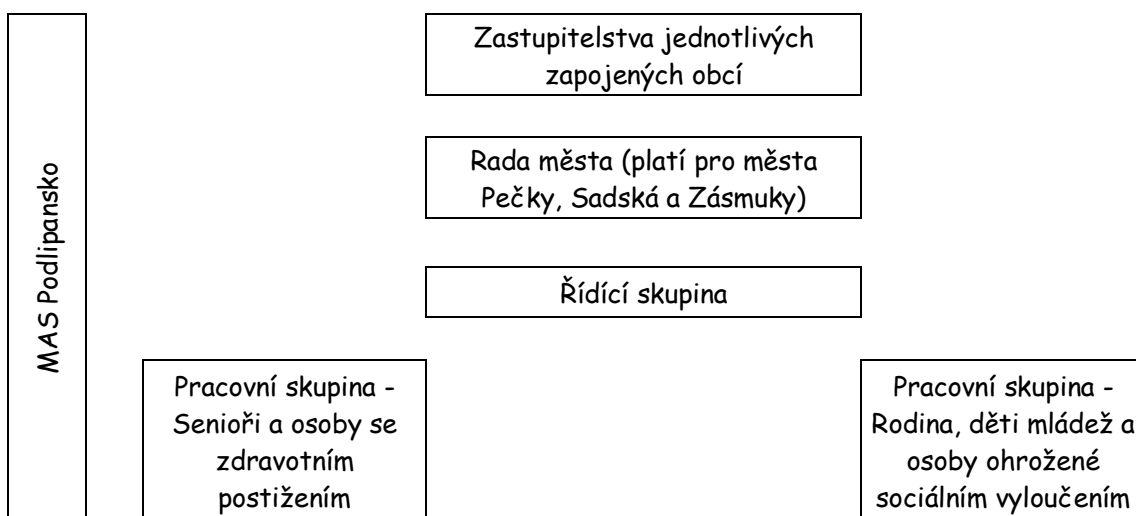 MAS Podlipansko
Zastupitelstva jednotlivých
zapojených obcí
Rada města (platí pro města
Pečky, Sadská a Zásmuky)
Řídící skupina
Pracovní skupina -
Senioři a osoby se
zdravotním
postižením
Pracovní skupina -
Rodina, děti mládež a
osoby ohrožené
sociálním vyloučením